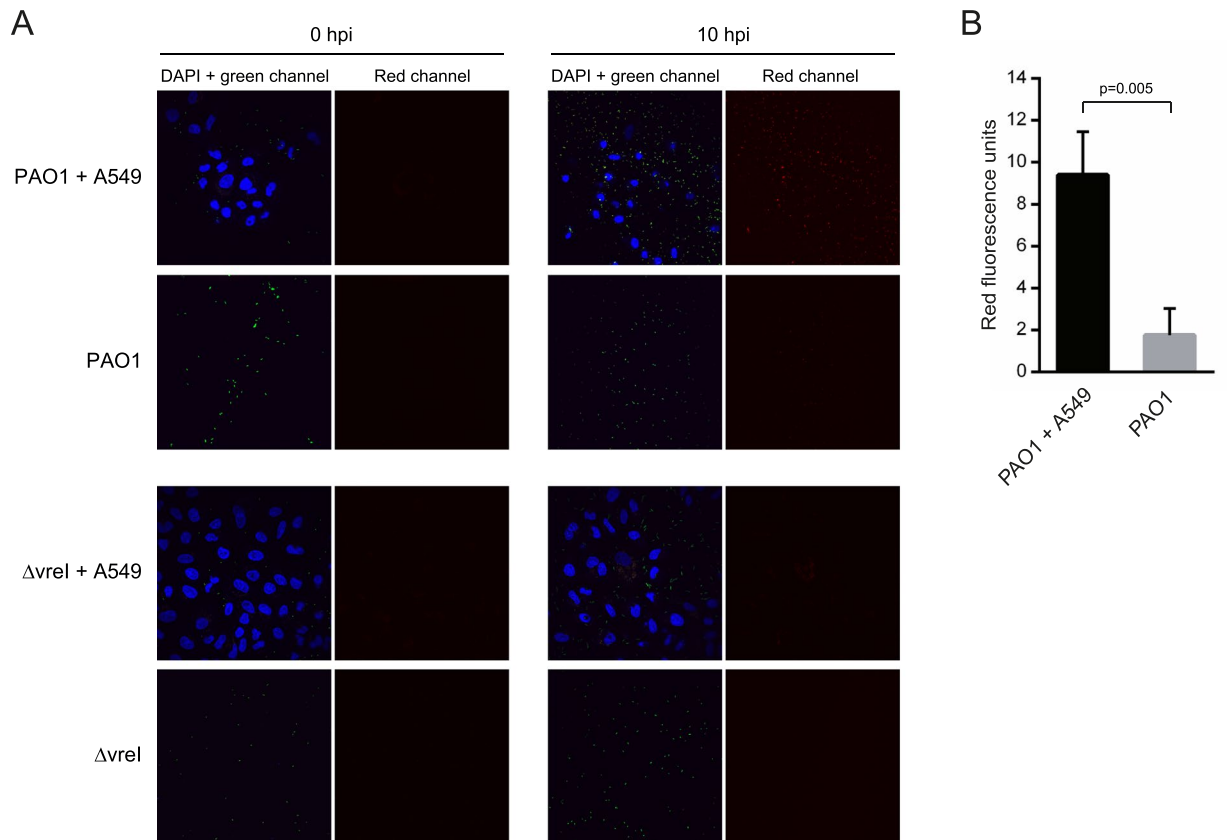 A
0 hpi
10 hpi
DAPI + green channel
Red channel
DAPI + green channel
Red channel
PAO1 + A549
PAO1
ΔvreI + A549
ΔvreI
B
14
12
10
8
6
4
2
0
Red fluorescence units
p=0.005
PAO1 + A549
PAO1